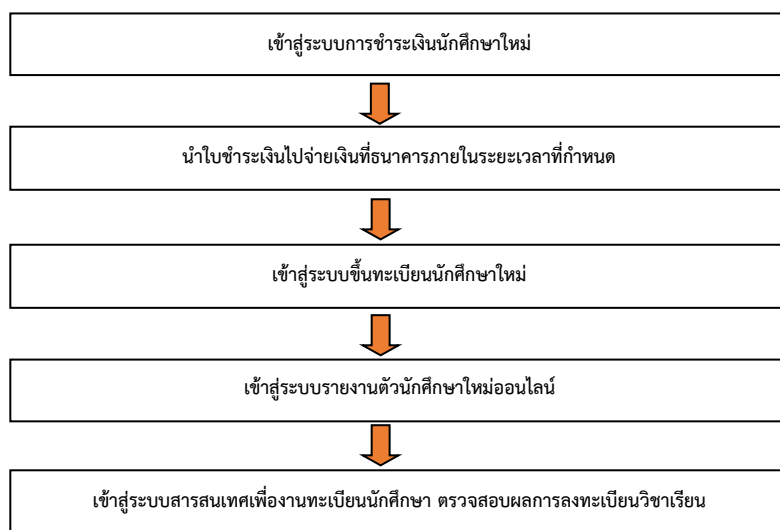 เข้าสู่ระบบการชำระเงินนักศึกษาใหม่
นำใบชำระเงินไปจ่ายเงินที่ธนาคารภายในระยะเวลาที่กำหนด
เข้าสู่ระบบขึ้นทะเบียนนักศึกษาใหม่
เข้าสู่ระบบรายงานตัวนักศึกษาใหม่ออนไลน์
เข้าสู่ระบบสารสนเทศเพื่องานทะเบียนนักศึกษา ตรวจสอบผลการลงทะเบียนวิชาเรียน